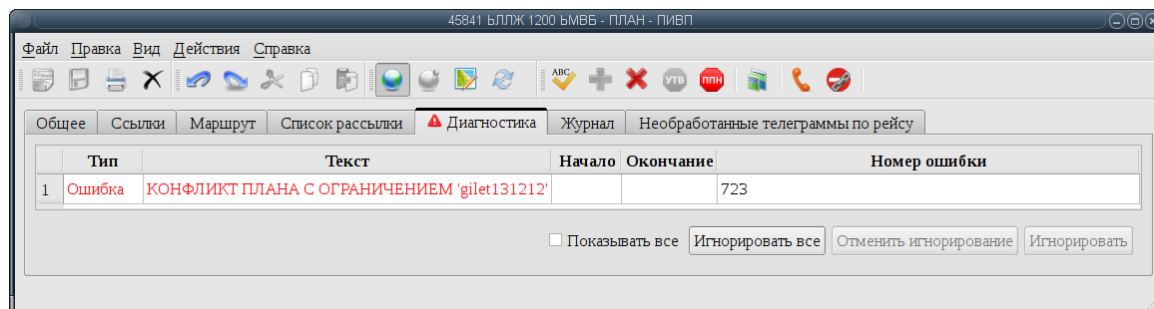 45841 ЬЛЛЖ 1200 ЬМВБ - ПЛАН - ПИВП
Файл Правка Вид Действия Справка
ABC УТВ ППН
Общее Ссылки Маршрут Список рассылки Диагностика Журнал Необработанные телеграммы по рейсу
Тип Текст Начало Окончание Номер ошибки
1 Ошибка КОНФЛИКТ ПЛАНА С ОГРАНИЧЕНИЕМ 'gilet131212' 723
Показывать все Игнорировать все Отменить игнорирование Игнорировать